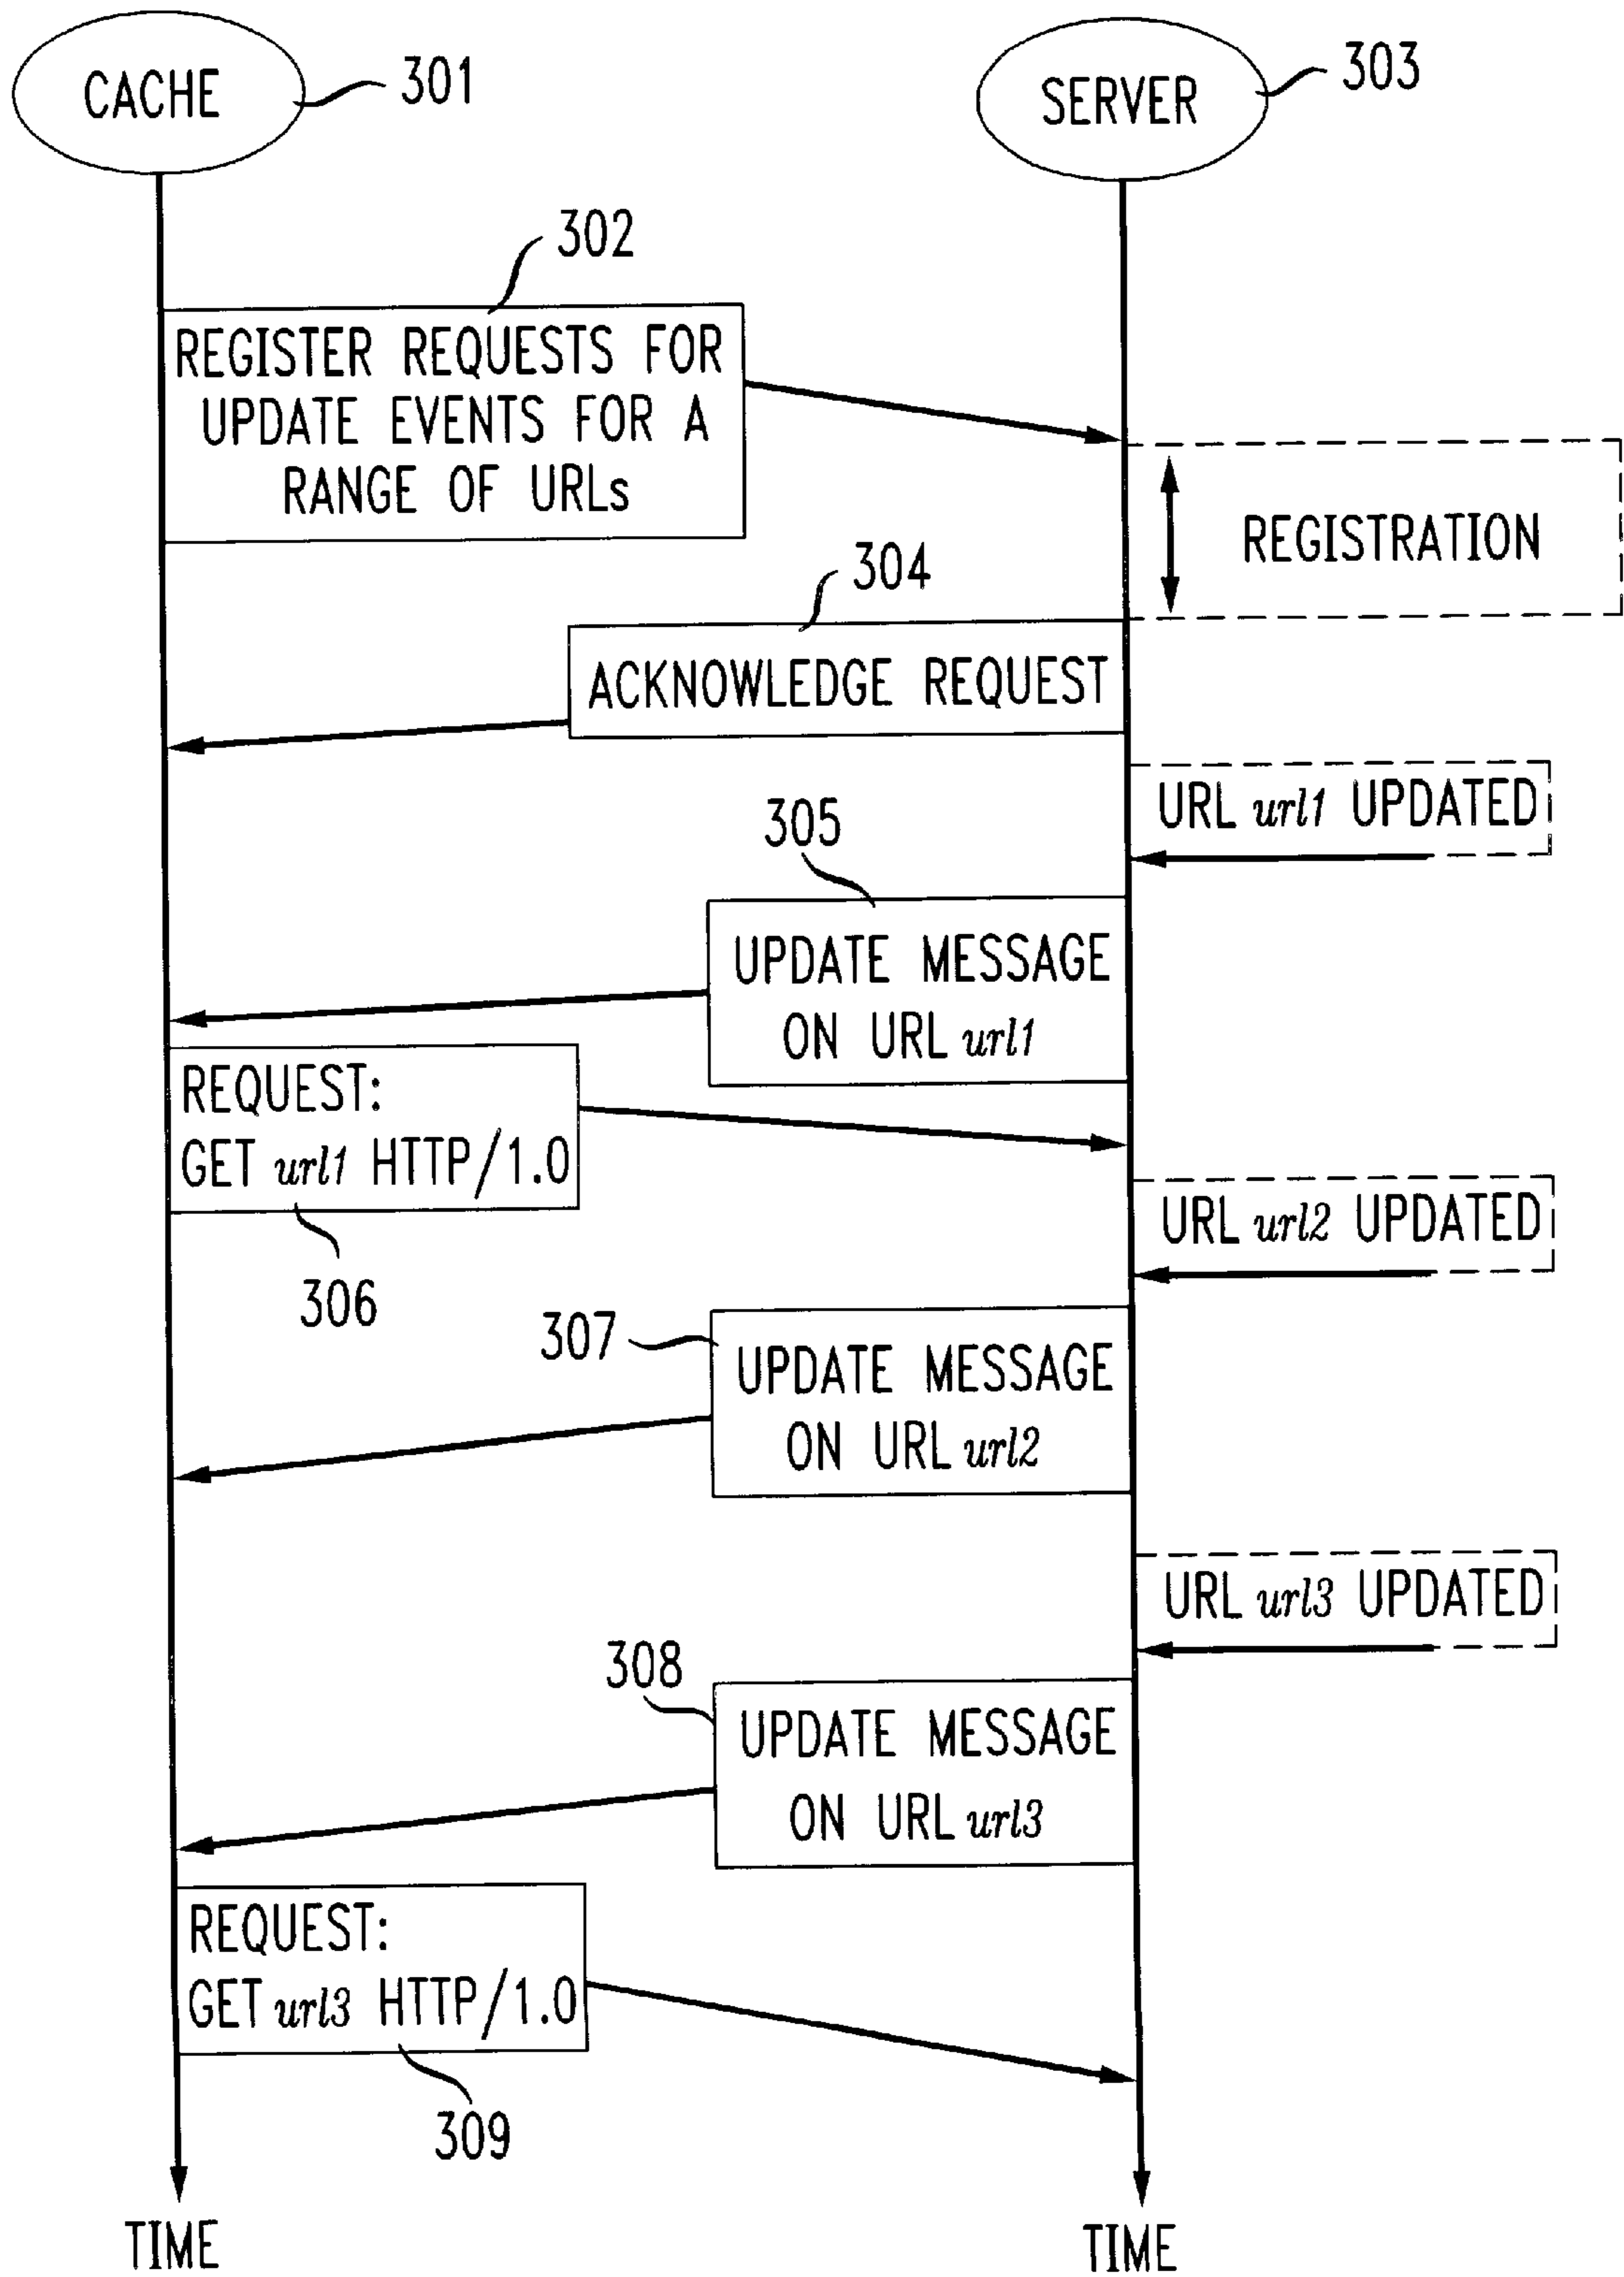 CACHE
301
SERVER
303
302
REGISTER REQUESTS FOR
UPDATE EVENTS FOR A
RANGE OF URLs
REGISTRATION
304
ACKNOWLEDGE REQUEST
URL url1 UPDATED
305
UPDATE MESSAGE
ON URL url1
REQUEST:
GET url1 HTTP/1.0
306
URL url2 UPDATED
307
UPDATE MESSAGE
ON URL url2
URL url3 UPDATED
308
UPDATE MESSAGE
ON URL url3
REQUEST:
GET url3 HTTP/1.0
309
TIME
TIME